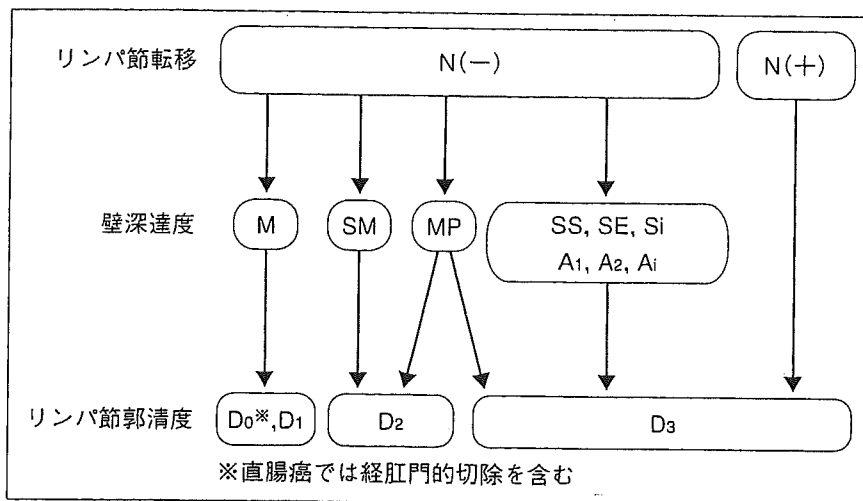 リンパ節転移 N(−) N(+)
壁深達度 M SM MP SS, SE, Si
A1, A2, Ai
リンパ節郭清度 D0※,D1 D2 D3
※直腸癌では経肛門的切除を含む